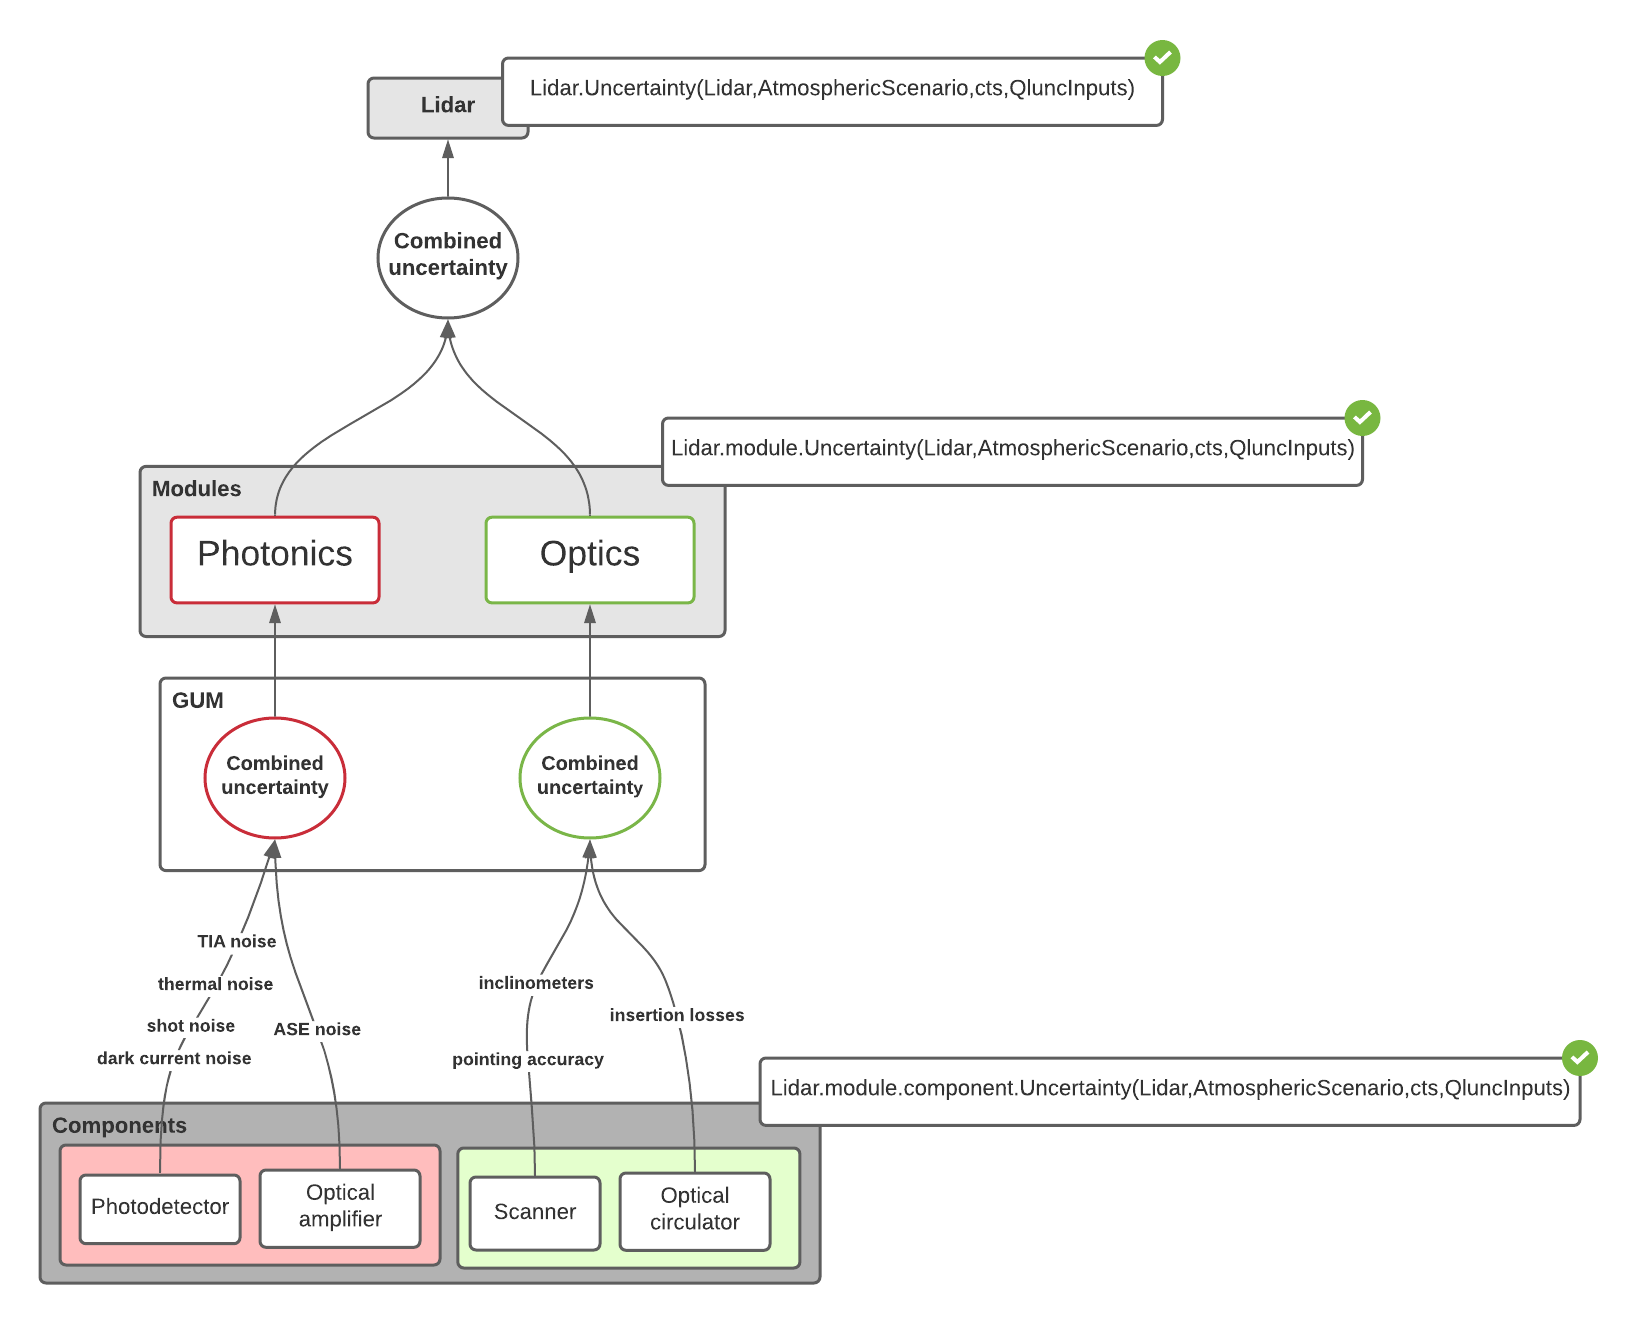 Lidar
Lidar.Uncertainty(Lidar,AtmosphericScenario,cts,QluncInputs)
Combined
uncertainty
Lidar.module.Uncertainty(Lidar,AtmosphericScenario,cts,QluncInputs)
Modules
Photonics
Optics
GUM
Combined
uncertainty
Combined
uncertainty
TIA noise
thermal noise
shot noise
dark current noise
ASE noise
inclinometers
pointing accuracy
insertion losses
Lidar.module.component.Uncertainty(Lidar,AtmosphericScenario,cts,QluncInputs)
Components
Photodetector
Optical
amplifier
Scanner
Optical
circulator